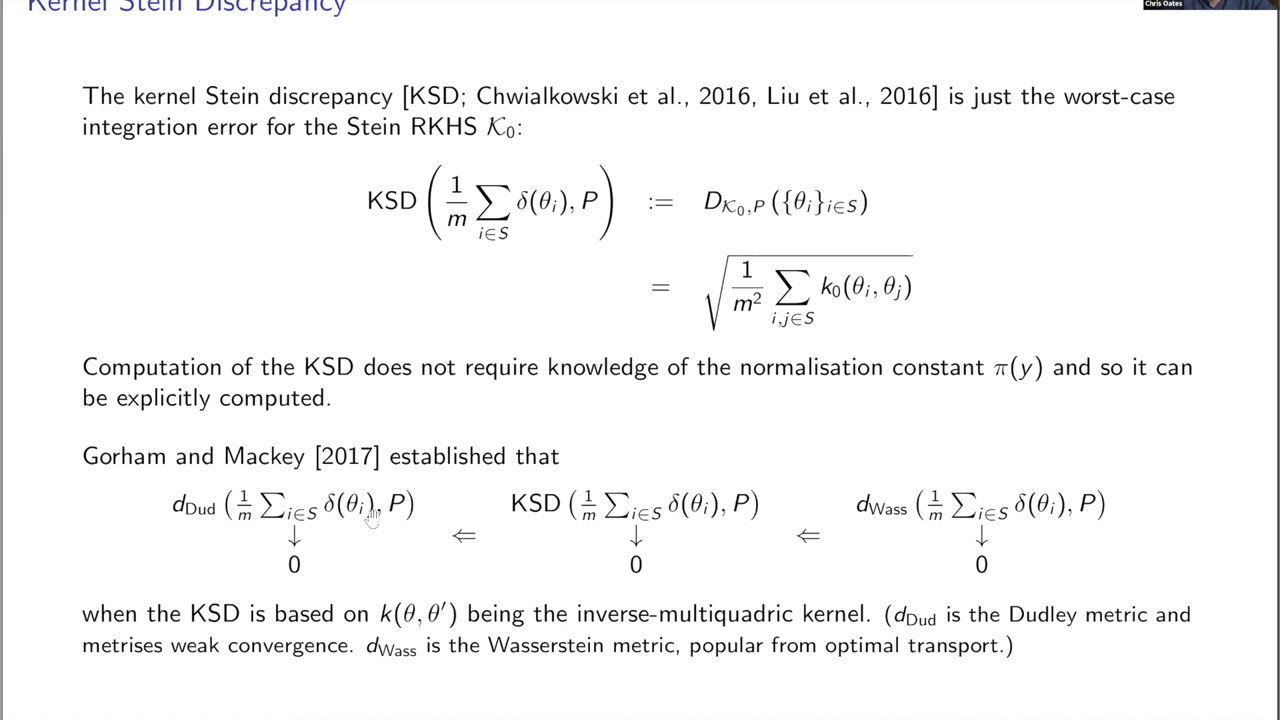 Kernel Stein Discrepancy
Chris Oates
The kernel Stein discrepancy [KSD; Chwialkowski et al., 2016, Liu et al., 2016] is just the worst-case
integration error for the Stein RKHS 𝒦₀:
KSD ( 1/m ∑_{i∈S} δ(θᵢ), P ) := D_{𝒦₀,P} ({θᵢ}_{i∈S})
= √( 1/m² ∑_{i,j∈S} k₀(θᵢ, θⱼ) )
Computation of the KSD does not require knowledge of the normalisation constant π(y) and so it can
be explicitly computed.
Gorham and Mackey [2017] established that
d_Dud ( 1/m ∑_{i∈S} δ(θᵢ), P ) KSD ( 1/m ∑_{i∈S} δ(θᵢ), P ) d_Wass ( 1/m ∑_{i∈S} δ(θᵢ), P )
↓ ⇐ ↓ ⇐ ↓
0 0 0
when the KSD is based on k(θ, θ′) being the inverse-multiquadric kernel. (d_Dud is the Dudley metric and
metrises weak convergence. d_Wass is the Wasserstein metric, popular from optimal transport.)